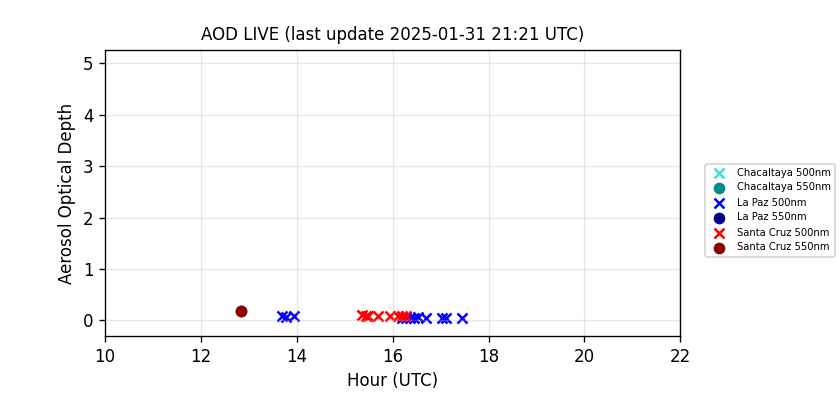 AOD LIVE (last update 2025-01-31 21:21 UTC)
5
4
3
2
1
0
Aerosol Optical Depth
10 12 14 16 18 20 22
Hour (UTC)
Chacaltaya 500nm
Chacaltaya 550nm
La Paz 500nm
La Paz 550nm
Santa Cruz 500nm
Santa Cruz 550nm